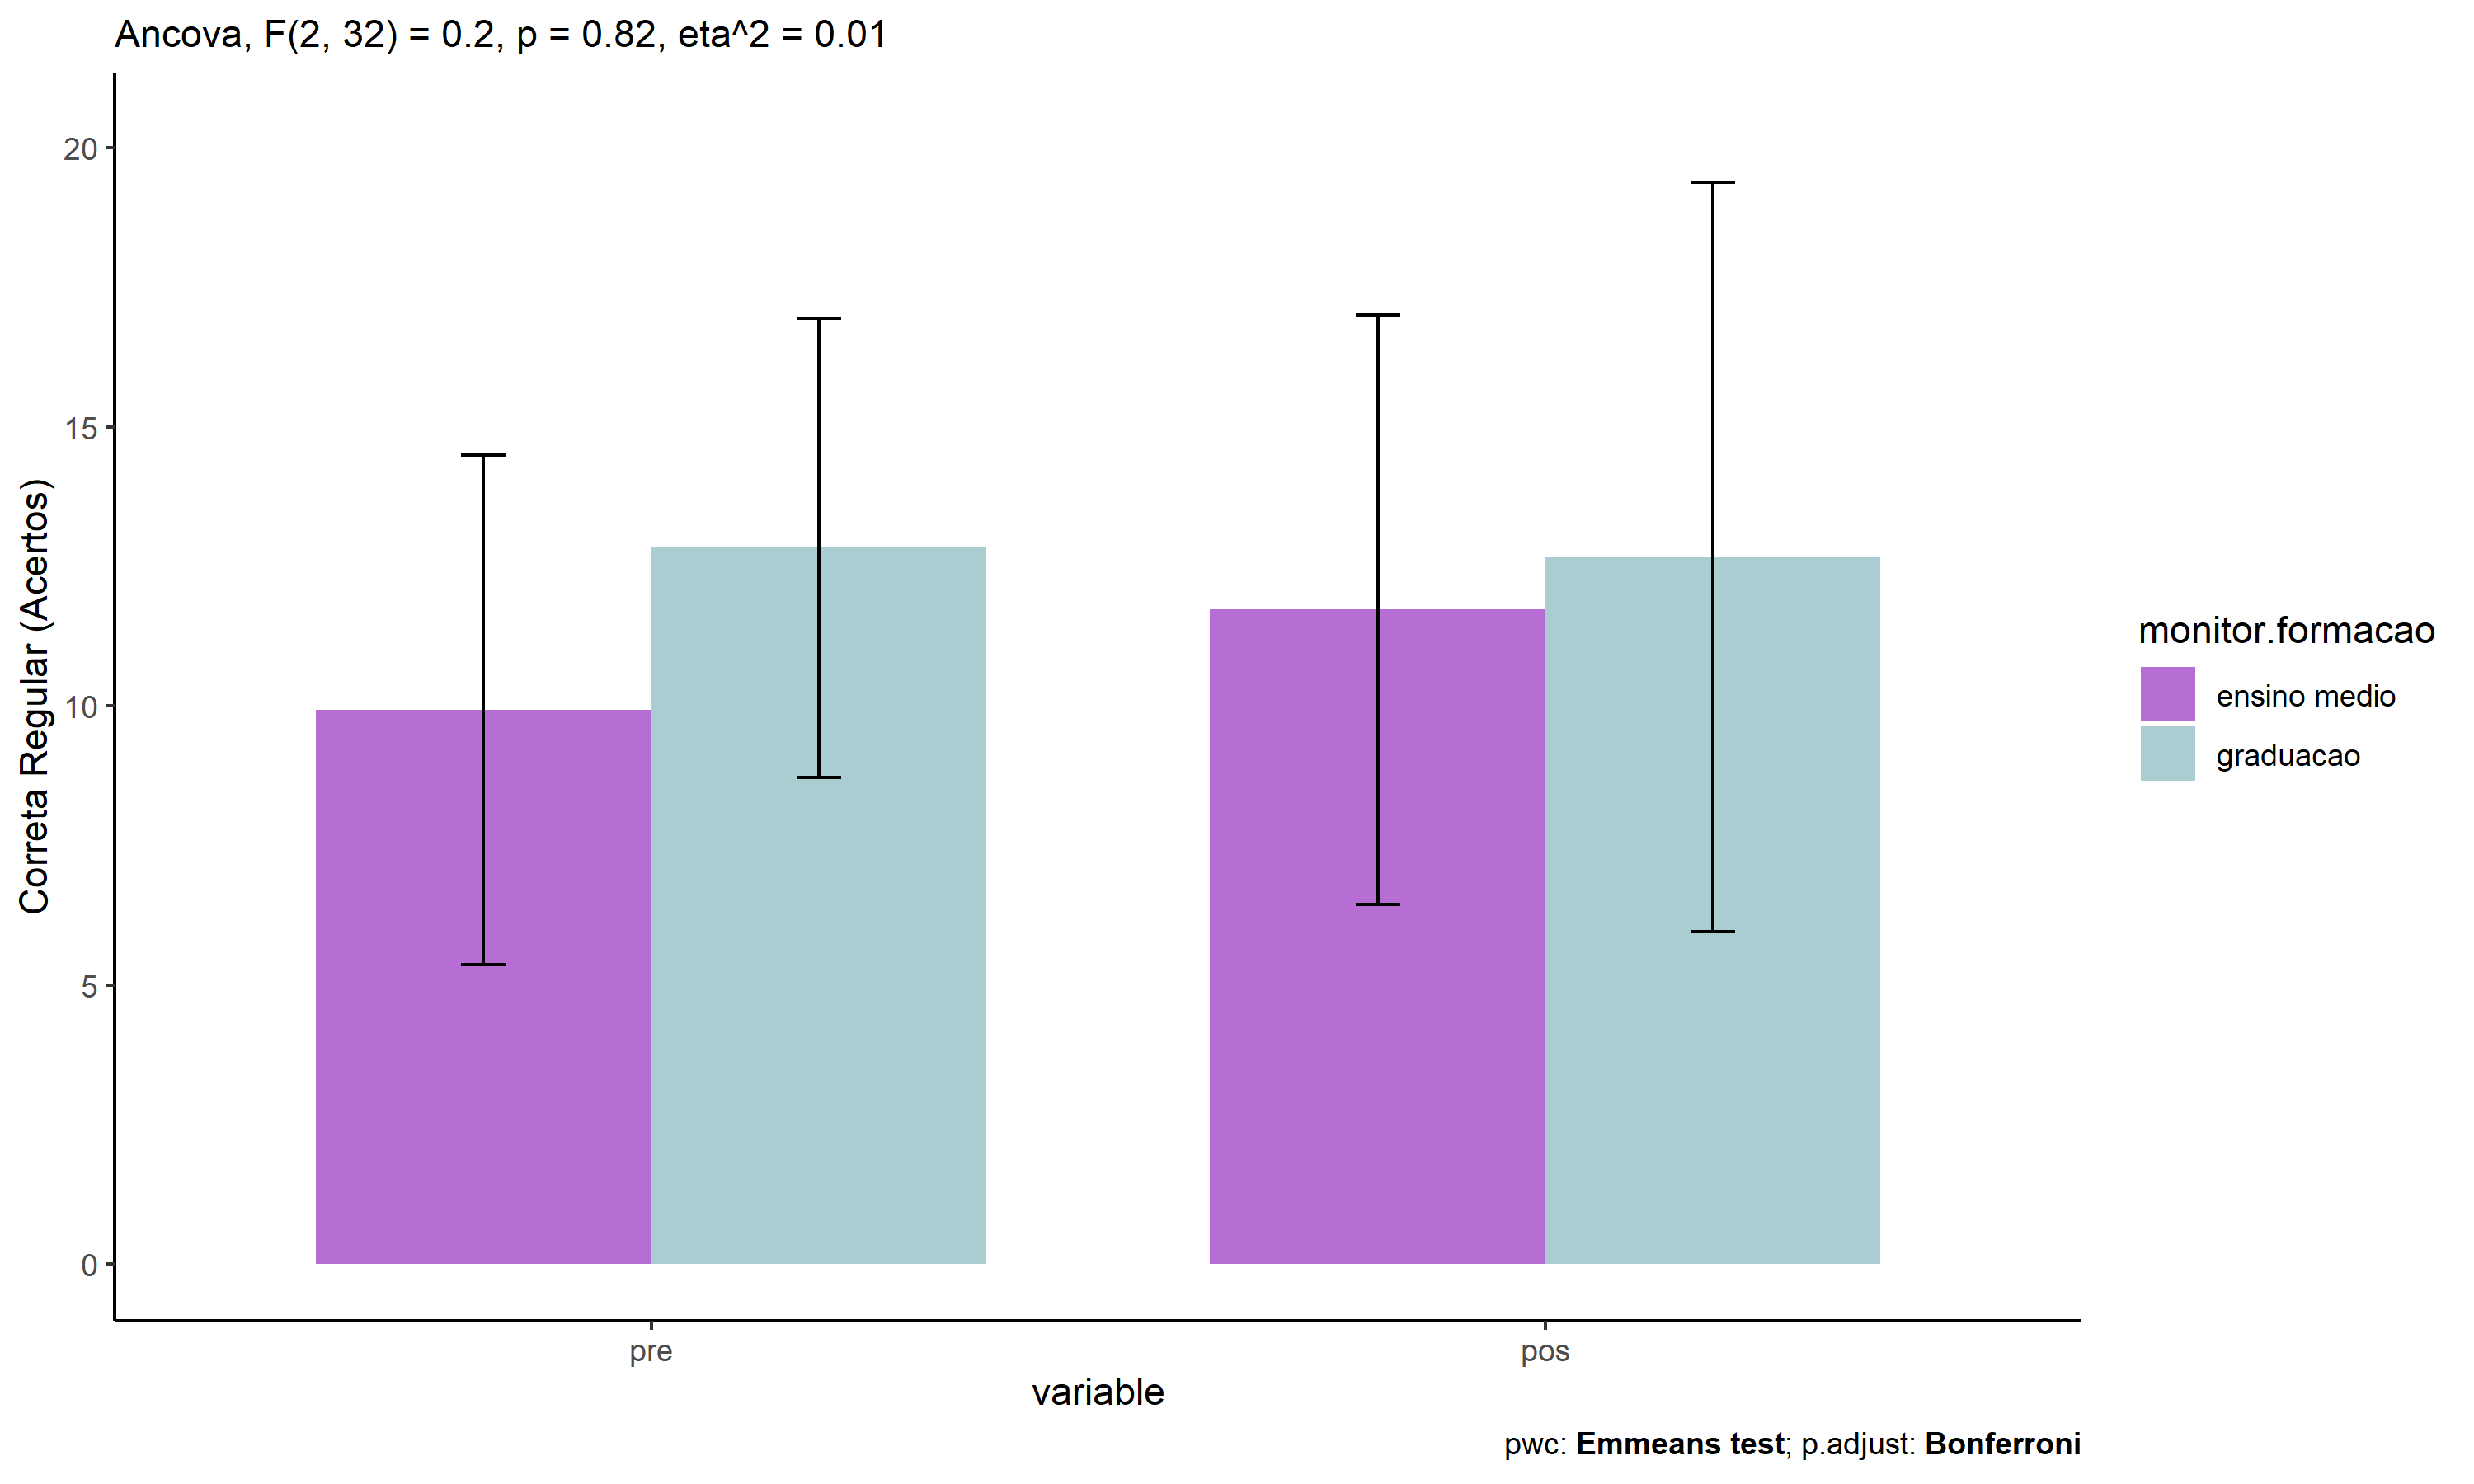 Ancova, F(2, 32) = 0.2, p = 0.82, eta^2 = 0.01
Correta Regular (Acertos)
20
15
10
5
0
pre
pos
variable
monitor.formacao
ensino medio
graduacao
pwc: Emmeans test; p.adjust: Bonferroni